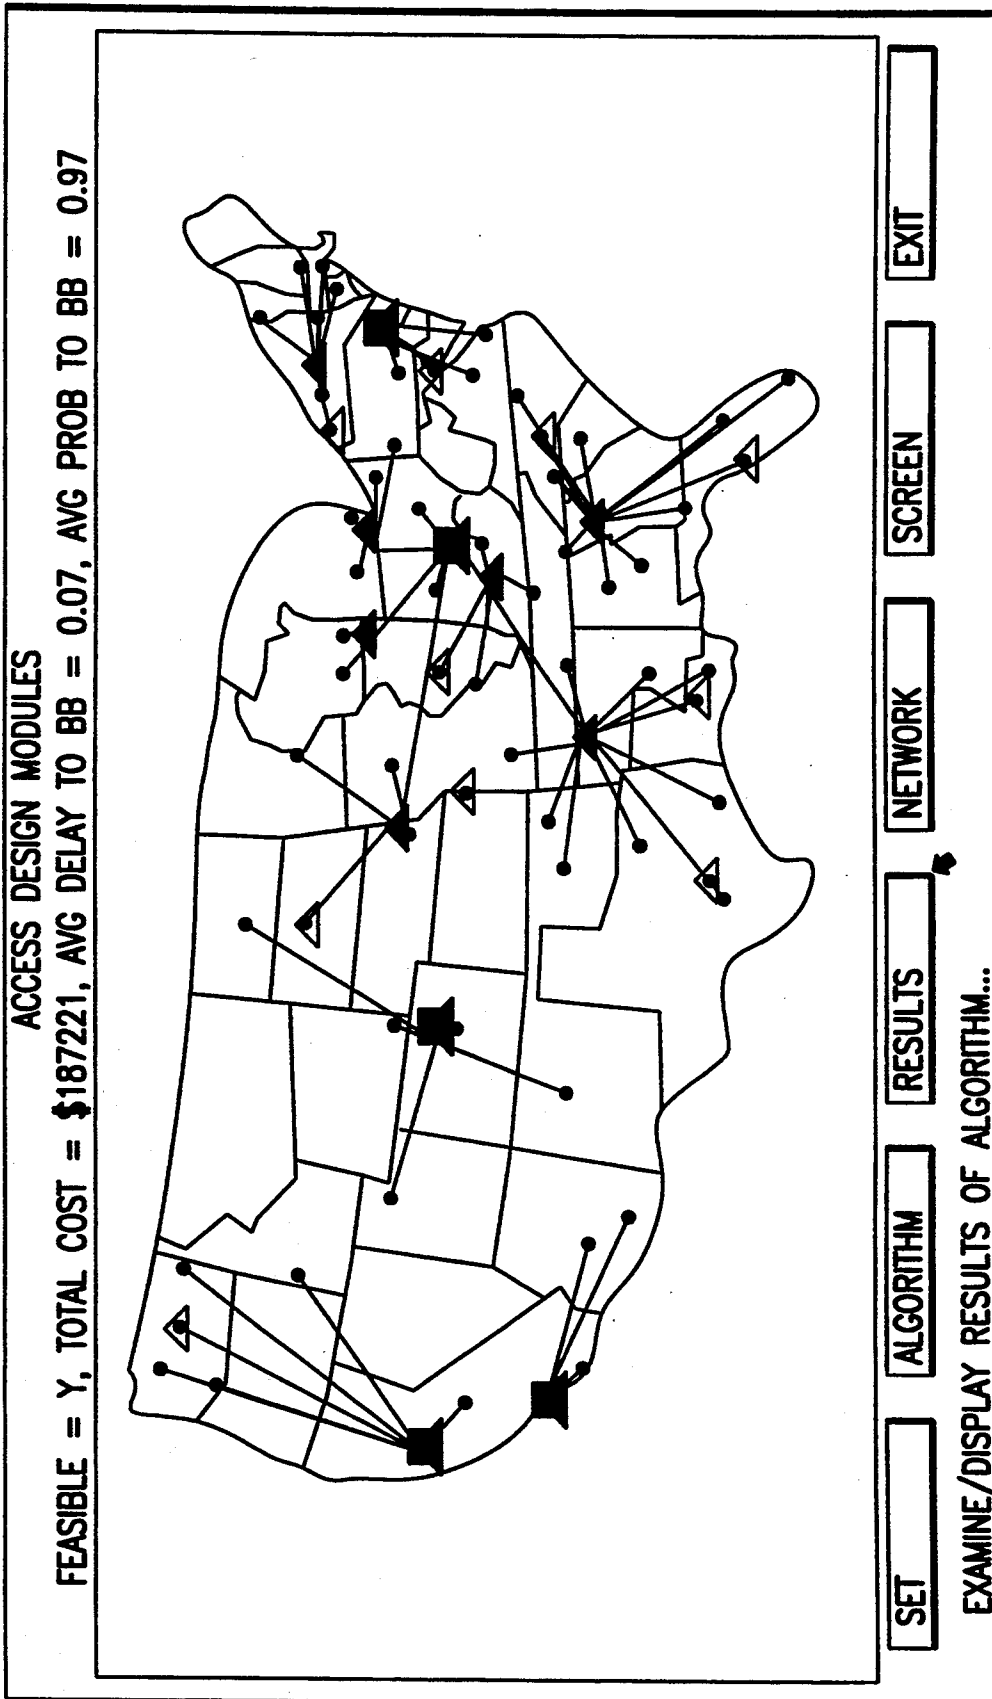 ACCESS DESIGN MODULES
FEASIBLE = Y, TOTAL COST = $187221, AVG DELAY TO BB = 0.07, AVG PROB TO BB = 0.97
SET ALGORITHM RESULTS NETWORK SCREEN EXIT
EXAMINE/DISPLAY RESULTS OF ALGORITHM...